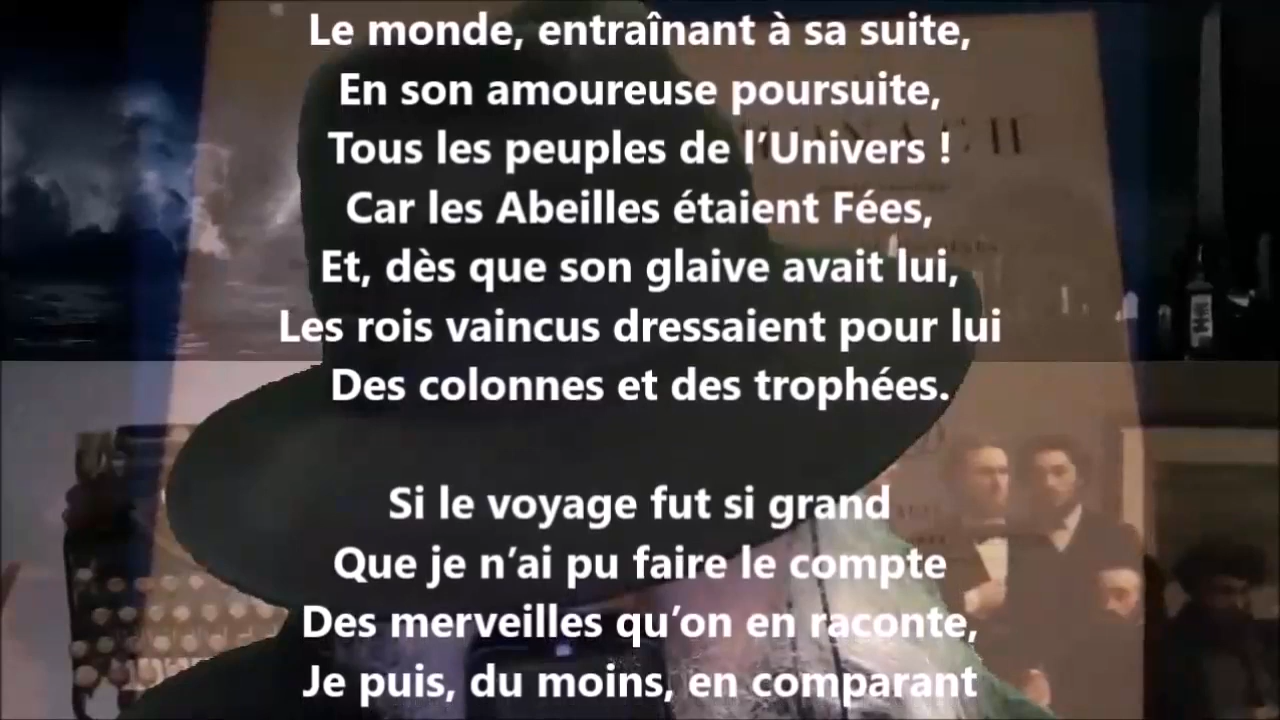 Le monde, entraînant à sa suite,
En son amoureuse poursuite,
Tous les peuples de l’Univers !
Car les Abeilles étaient Fées,
Et, dès que son glaive avait lui,
Les rois vaincus dressaient pour lui
Des colonnes et des trophées.
Si le voyage fut si grand
Que je n’ai pu faire le compte
Des merveilles qu’on en raconte,
Je puis, du moins, en comparant